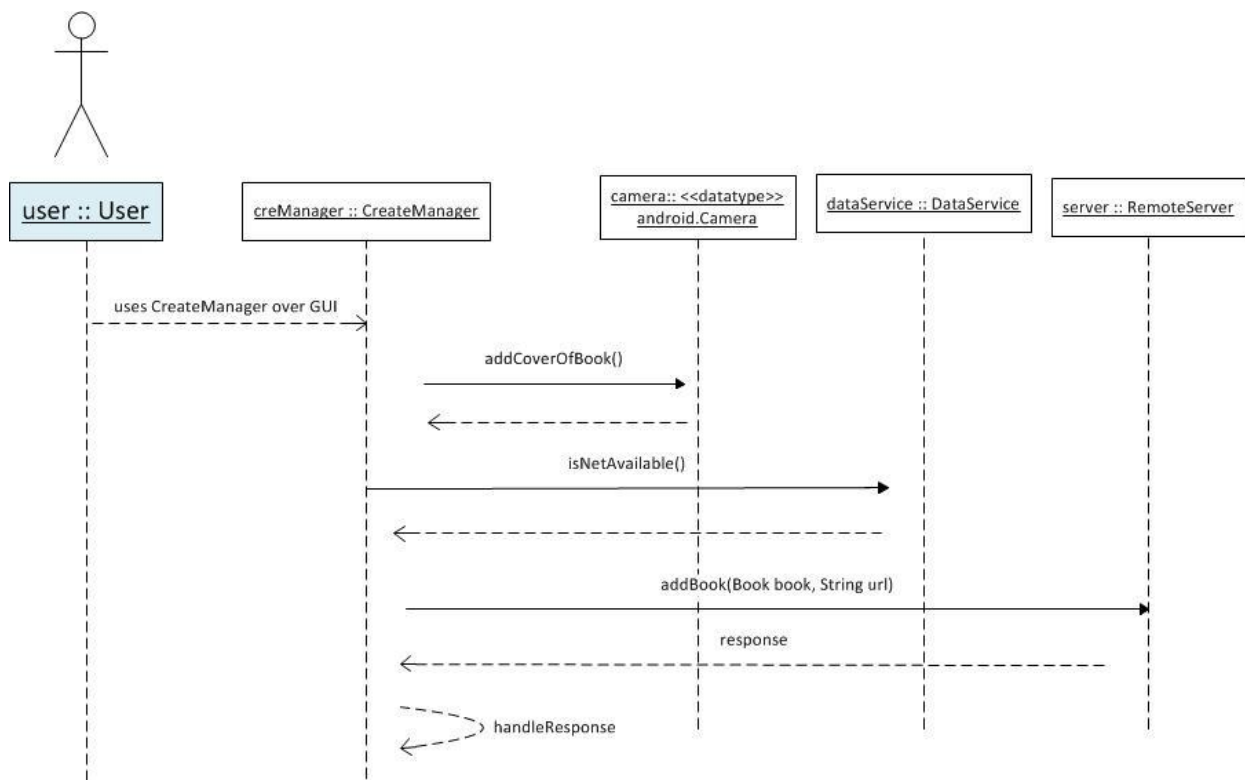 user :: User
creManager :: CreateManager
camera:: <<datatype>>
android.Camera
dataService :: DataService
server :: RemoteServer
uses CreateManager over GUI
addCoverOfBook()
isNetAvailable()
addBook(Book book, String url)
response
handleResponse